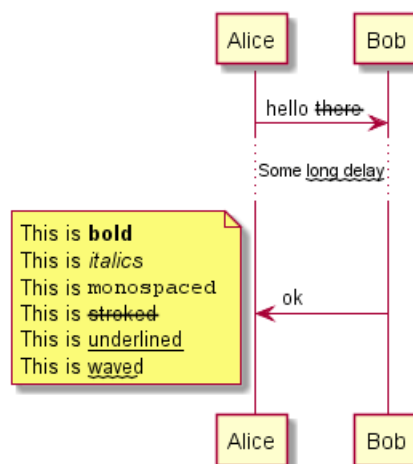 Alice Bob
hello there
Some long delay
This is bold
This is italics
This is monospaced
This is stroked
This is underlined
This is waved
ok
Alice Bob